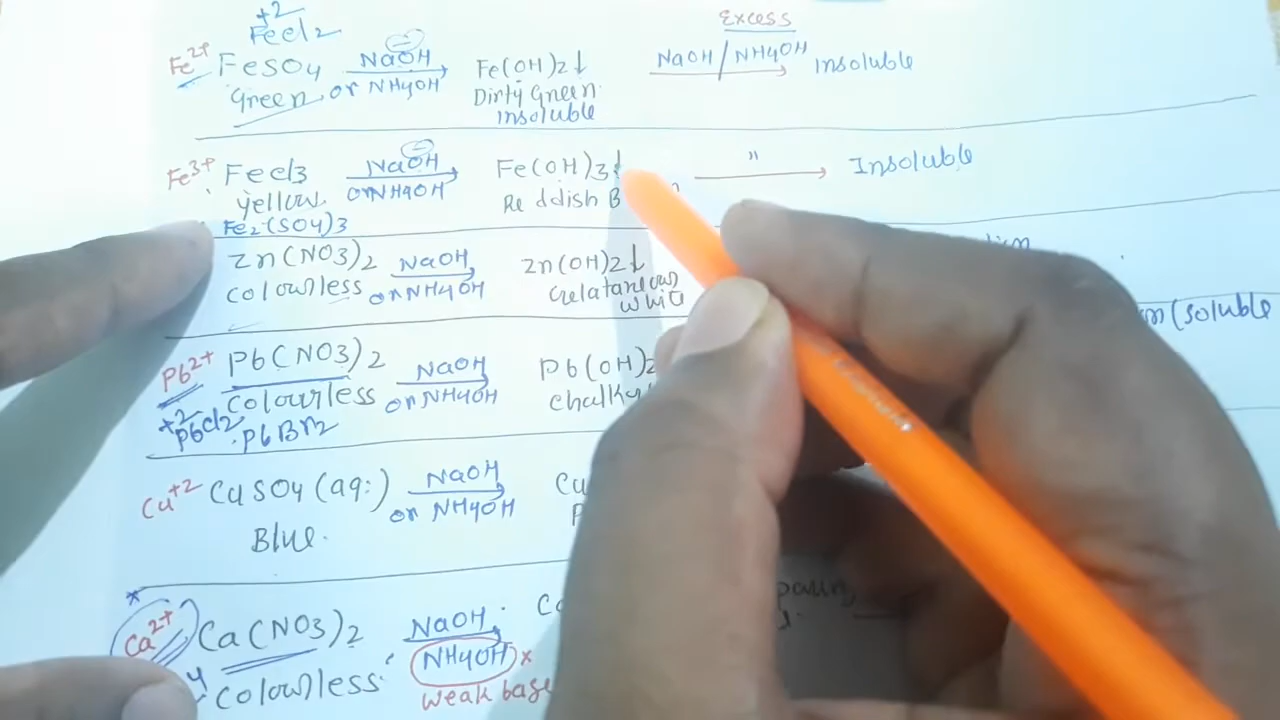 +2
FeCl2
Excess
Fe2+ FeSO4 NaOH Fe(OH)2↓ NaOH/NH4OH Insoluble
Green or NH4OH Dirty Green
Insoluble
Fe3+ FeCl3 NaOH Fe(OH)3↓ " Insoluble
yellow or NH4OH Reddish B
Fe2(SO4)3
Zn(NO3)2 NaOH Zn(OH)2↓
colourless or NH4OH
(soluble
Pb2+ Pb(NO3)2 NaOH Pb(OH)2
colourless or NH4OH chalky
+2
PbCl2 PbBr2
Cu+2 CuSO4(aq:) NaOH Cu
or NH4OH
Blue.
*
Ca2+ Ca(NO3)2 NaOH Ca
NH4OH x
colourless weak base